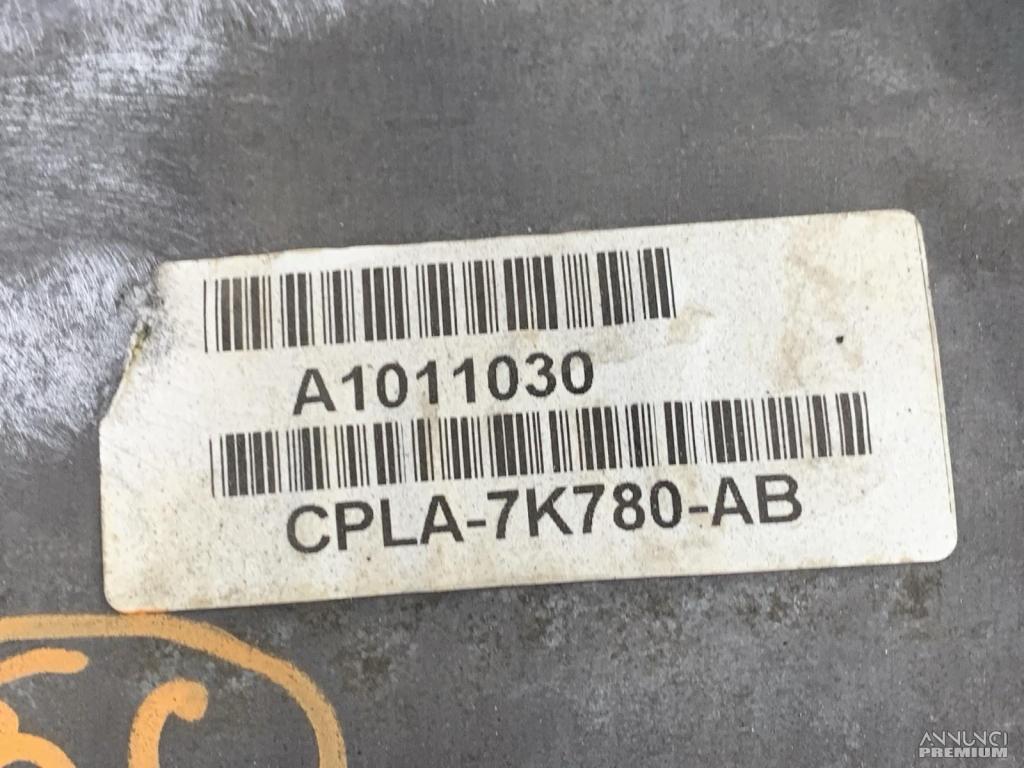 A1011030
CPLA-7K780-AB
ANNUNCI
PREMIUM